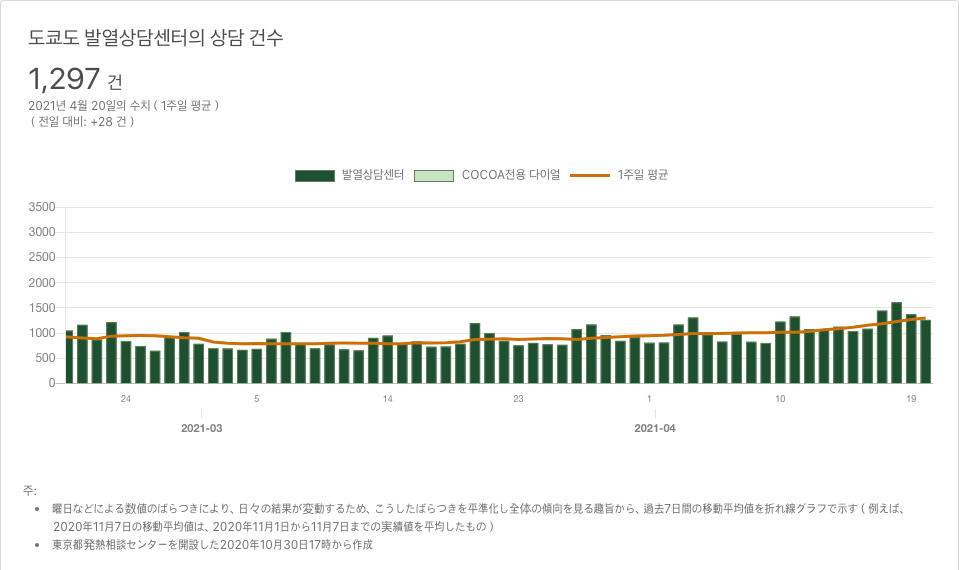 도쿄도 발열상담센터의 상담 건수
1,297 건
2021년 4월 20일의 수치 ( 1주일 평균 )
( 전일 대비: +28 건 )
발열상담센터 COCOA전용 다이얼 1주일 평균
3500
3000
2500
2000
1500
1000
500
0
24 5 14 23 1 10 19
2021-03 2021-04
주:
• 曜日などによる数値のばらつきにより、日々の結果が変動するため、こうしたばらつきを平準化し全体の傾向を見る趣旨から、過去7日間の移動平均値を折れ線グラフで示す ( 例えば、
2020年11月7日の移動平均値は、2020年11月1日から11月7日までの実績値を平均したもの )
• 東京都発熱相談センターを開設した2020年10月30日17時から作成